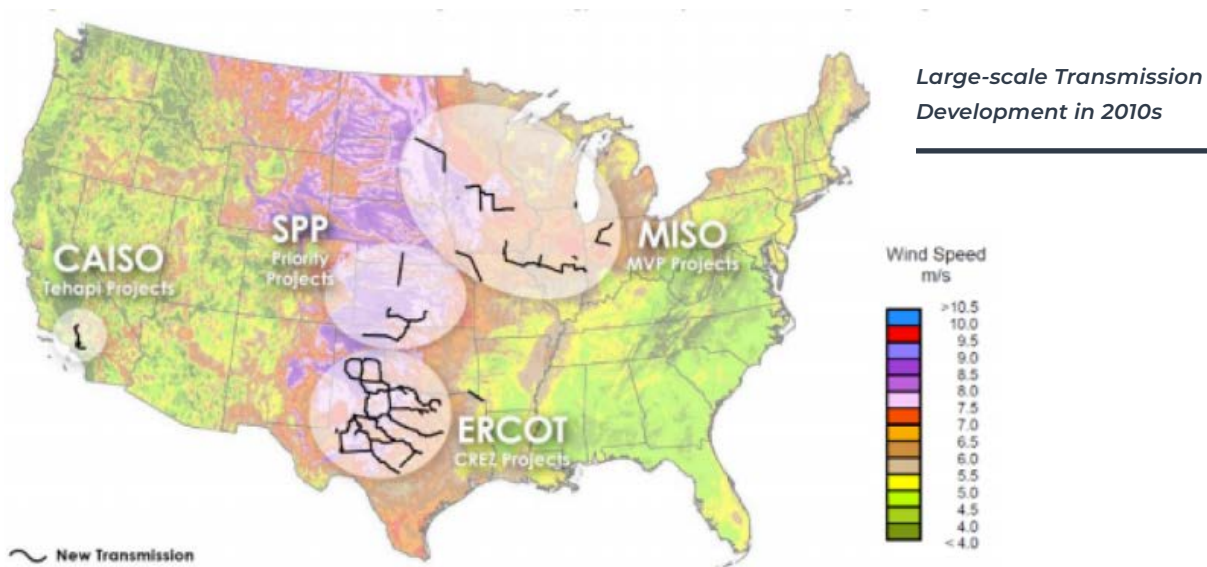 Large-scale Transmission
Development in 2010s
SPP
Priority
Projects
CAISO
Tehapi Projects
MISO
MVP Projects
ERCOT
CREZ Projects
New Transmission
Wind Speed
m/s
>10.5
10.0
9.5
9.0
8.5
8.0
7.5
7.0
6.5
6.0
5.5
5.0
4.5
4.0
< 4.0